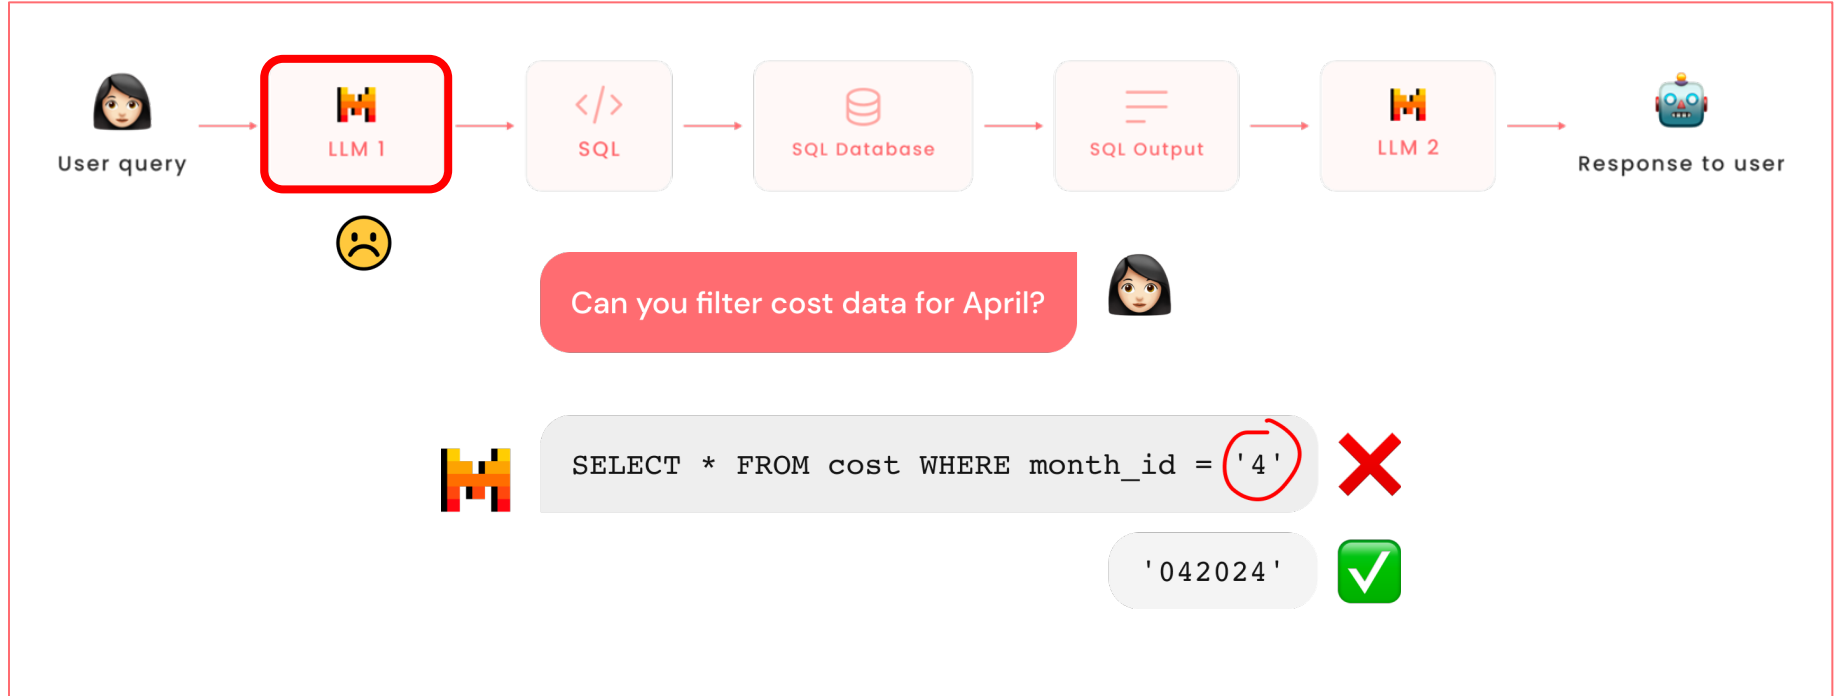 User query
LLM 1
SQL
SQL Database
SQL Output
LLM 2
Response to user
Can you filter cost data for April?
SELECT * FROM cost WHERE month_id = '4'
'042024'